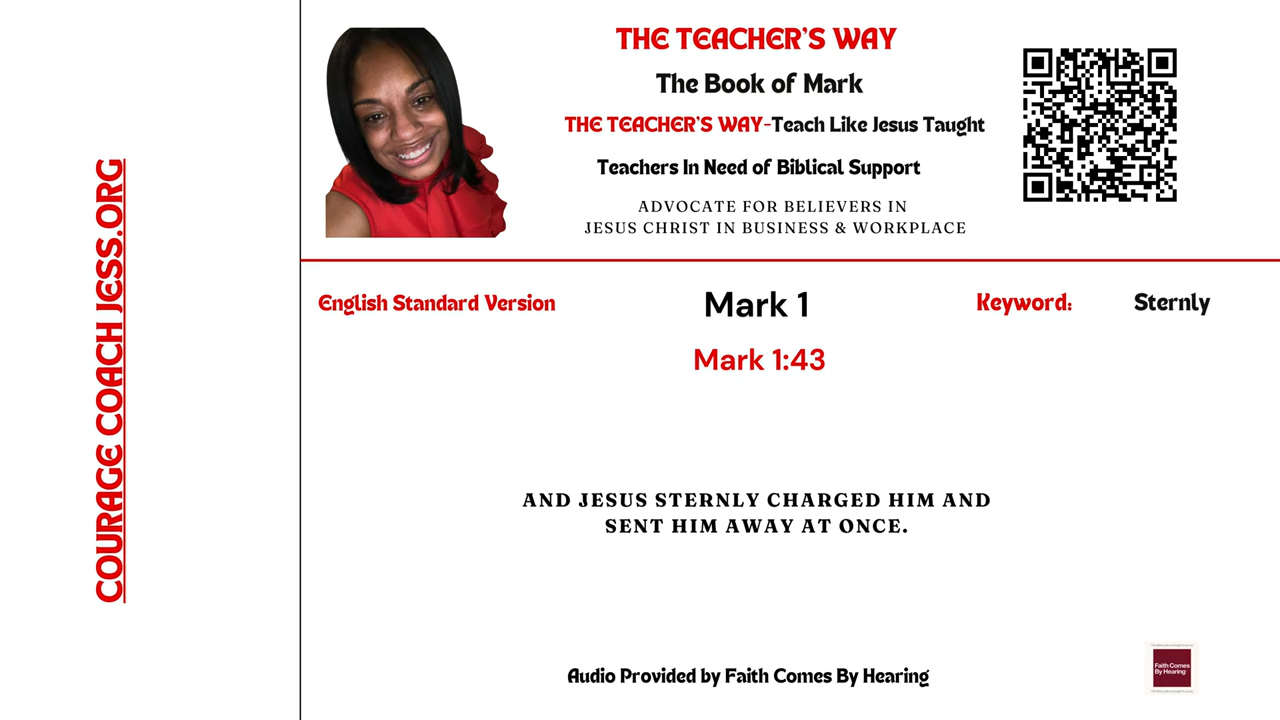 COURAGE COACH JESS.ORG
THE TEACHER'S WAY
The Book of Mark
THE TEACHER'S WAY-Teach Like Jesus Taught
Teachers In Need of Biblical Support
ADVOCATE FOR BELIEVERS IN
JESUS CHRIST IN BUSINESS & WORKPLACE
English Standard Version
Mark 1
Keyword:
Sternly
Mark 1:43
AND JESUS STERNLY CHARGED HIM AND
SENT HIM AWAY AT ONCE.
Audio Provided by Faith Comes By Hearing
Faith Comes
By Hearing